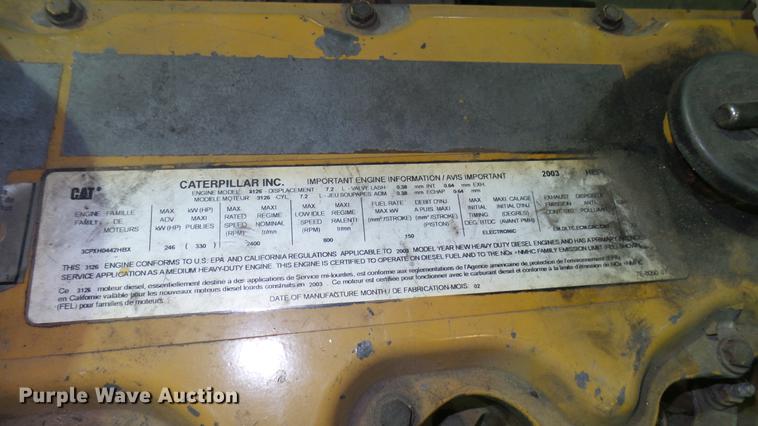 CAT
CATERPILLAR INC. IMPORTANT ENGINE INFORMATION / AVIS IMPORTANT 2003
ENGINE MODEL 3126 - DISPLACEMENT 7.2 L - VALVE LASH 0.38 mm INT 0.64 mm EXH.
MODELE MOTEUR 3126 - CYL. 7.2 L - JEU SOUPAPES ADM 0.38 mm ECHAP 0.64 mm
ENGINE FAMILLE MAX kW (HP) MAX MAXI MAX MAXI FUEL RATE DEBIT D'INJ MAX MAXI CALAGE EXHAUST
FAMILY DE ADV MAXI RATED REGIME LOW IDLE REGIME MAX kW A PUIS. MAXI INITIAL INITIAL D'INJ EMISSION ANTI-
MOTEURS kW (HP) PUBLIS SPEED NOMINAL SPEED RALENTI (mm³/STROKE) (mm³/STROKE) TIMING (DEGRES)
(RPM) tr/mn (RPM) tr/mn (PISTON) DEG. BTDC (AVANT PMH)
3CPXH0442HBX 246 ( 330 ) 2400 800 150 ELECTRONIC
THIS 3126 ENGINE CONFORMS TO U.S. EPA AND CALIFORNIA REGULATIONS APPLICABLE TO 2003 MODEL YEAR NEW HEAVY DUTY DIESEL ENGINES AND HAS A PRIMARY
SERVICE APPLICATION AS A MEDIUM HEAVY-DUTY ENGINE. THIS ENGINE IS CERTIFIED TO OPERATE ON DIESEL FUEL AND TO THE NOx +NMHC FAMILY EMISSION LIMIT (FEL) SHOWN.
Ce 3126 moteur diesel, essentiellement destine a des applications de Service mi-lourdes, est conforme aux reglementations de l'Agence americaine de protection de l'environnement (EPA)
en Californie valable pour les nouveaux moteurs diesel lourds construits en 2003 Ce moteur est certifié pour fonctionner avec le carburant diesel et conforme à la limite d'émission de NOx +NMHC
(FEL) pour familles de moteurs.
DATE OF MANUFACTURE MONTH / DE FABRICATION-MOIS. 02
Purple Wave Auction